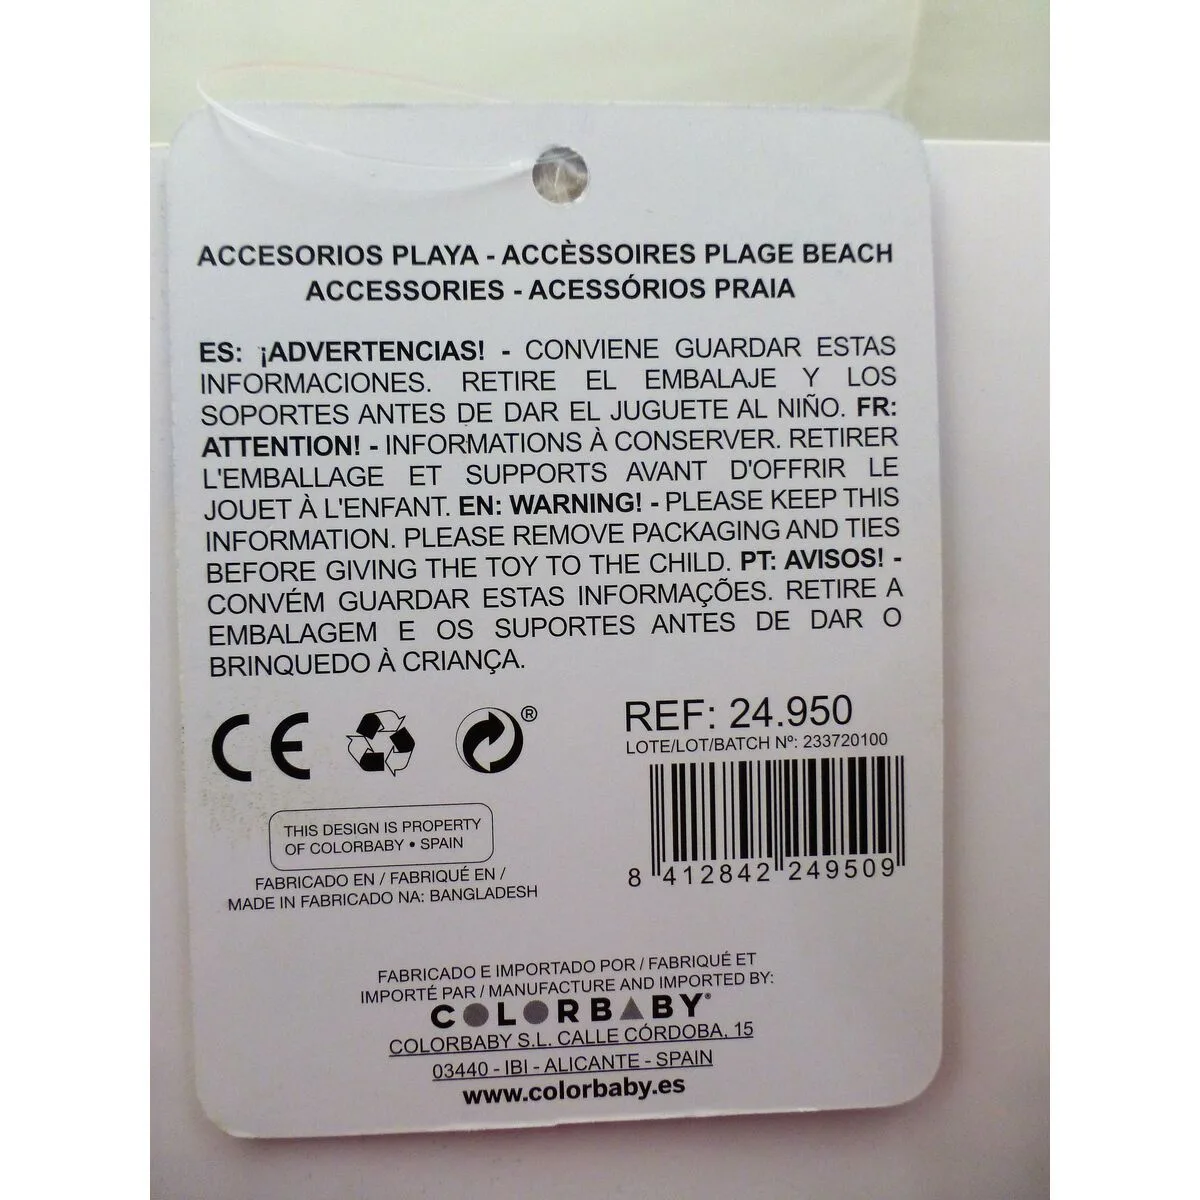 ACCESORIOS PLAYA - ACCÈSSOIRES PLAGE BEACH
ACCESSORIES - ACESSÓRIOS PRAIA
ES: ¡ADVERTENCIAS! - CONVIENE GUARDAR ESTAS
INFORMACIONES. RETIRE EL EMBALAJE Y LOS
SOPORTES ANTES DE DAR EL JUGUETE AL NIÑO. FR:
ATTENTION! - INFORMATIONS À CONSERVER. RETIRER
L'EMBALLAGE ET SUPPORTS AVANT D'OFFRIR LE
JOUET À L'ENFANT. EN: WARNING! - PLEASE KEEP THIS
INFORMATION. PLEASE REMOVE PACKAGING AND TIES
BEFORE GIVING THE TOY TO THE CHILD. PT: AVISOS! -
CONVÉM GUARDAR ESTAS INFORMAÇÕES. RETIRE A
EMBALAGEM E OS SUPORTES ANTES DE DAR O
BRINQUEDO À CRIANÇA.
CE
®
REF: 24.950
LOTE/LOT/BATCH Nº: 233720100
8 412842 249509
THIS DESIGN IS PROPERTY
OF COLORBABY • SPAIN
FABRICADO EN / FABRIQUÉ EN /
MADE IN FABRICADO NA: BANGLADESH
FABRICADO E IMPORTADO POR / FABRIQUÉ ET
IMPORTÉ PAR / MANUFACTURE AND IMPORTED BY:
COLORBABY®
COLORBABY S.L. CALLE CÓRDOBA, 15
03440 - IBI - ALICANTE - SPAIN
www.colorbaby.es